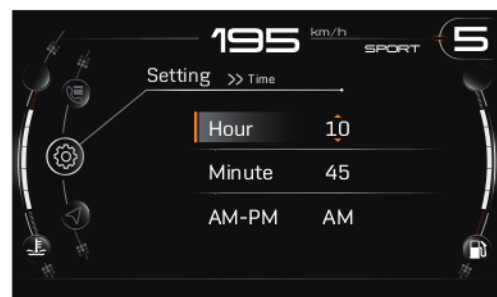 195 km/h SPORT 5
Setting >> Time
Hour 10
Minute 45
AM-PM AM